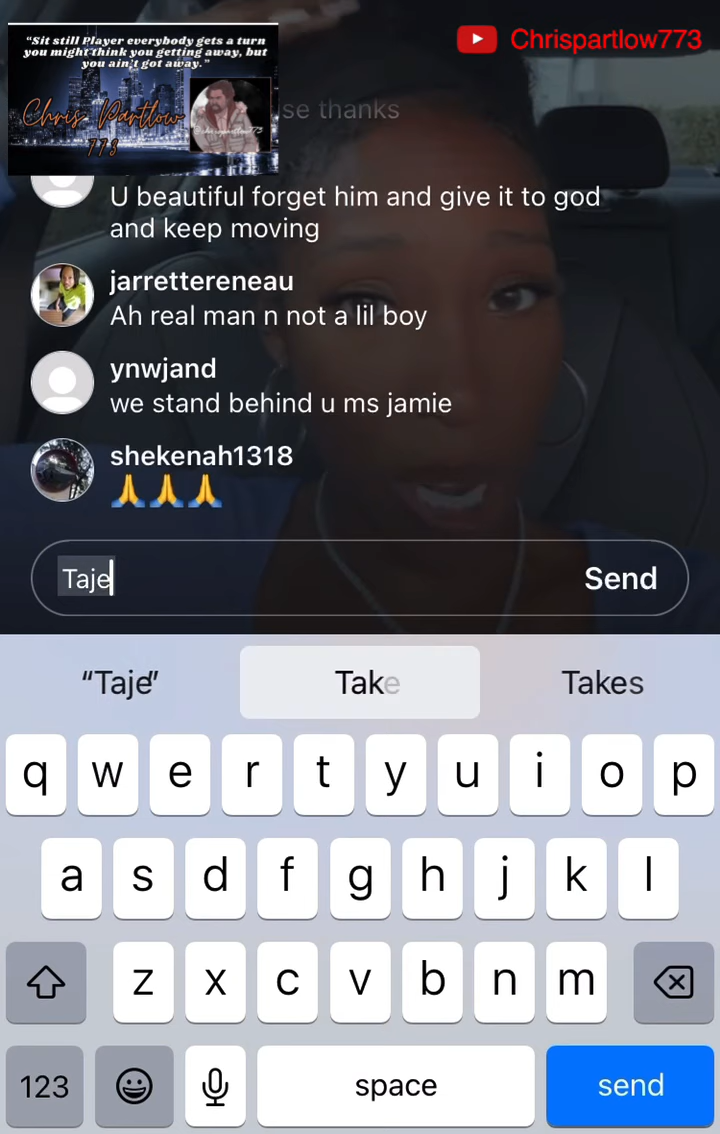 "Sit still Player everybody gets a turn
you might think you getting away, but
you ain't got away."
Chris Partlow
773
@chrispartlow773
Chrispartlow773
se thanks
U beautiful forget him and give it to god
and keep moving
jarrettereneau
Ah real man n not a lil boy
ynwjand
we stand behind u ms jamie
shekenah1318
🙏🙏🙏
Taje
Send
“Taje”
Take
Takes
q w e r t y u i o p
a s d f g h j k l
z x c v b n m
123
space
send